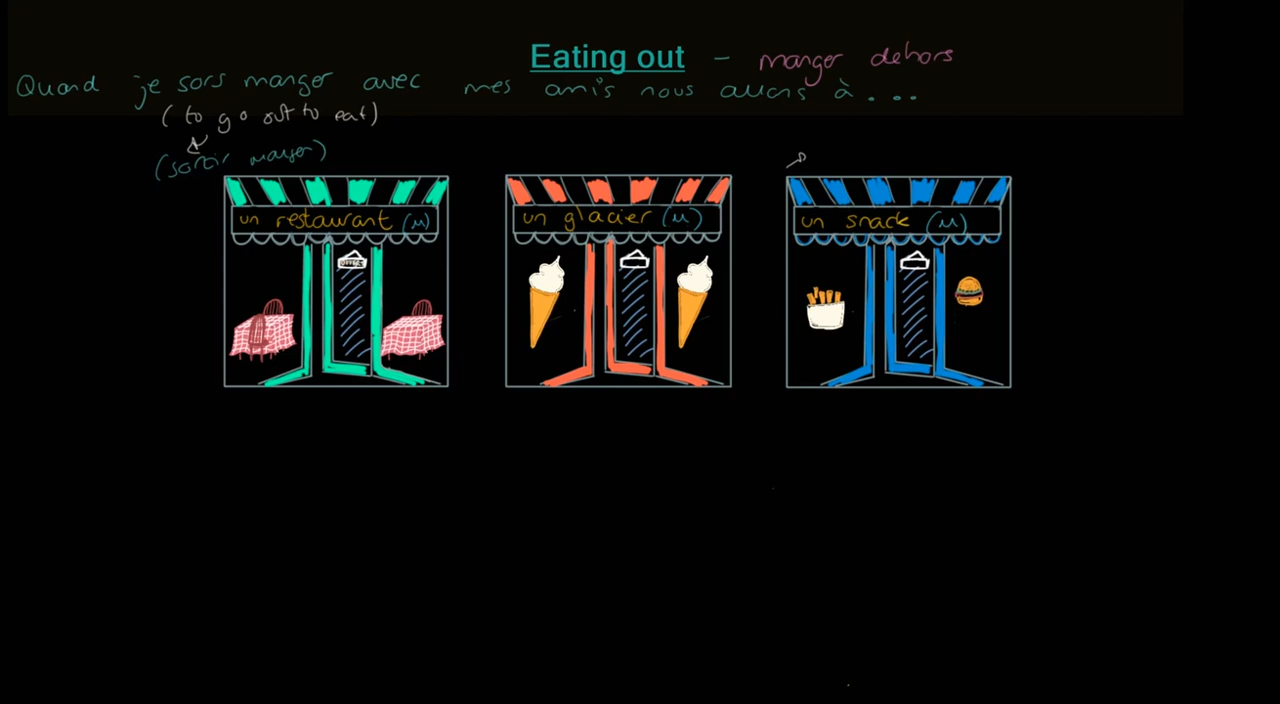 Eating out - manger dehors
Quand je sors manger avec mes amis nous allons à...
(to go out to eat)
(sortir manger)
un restaurant (M)
un glacier (M)
un snack (M)